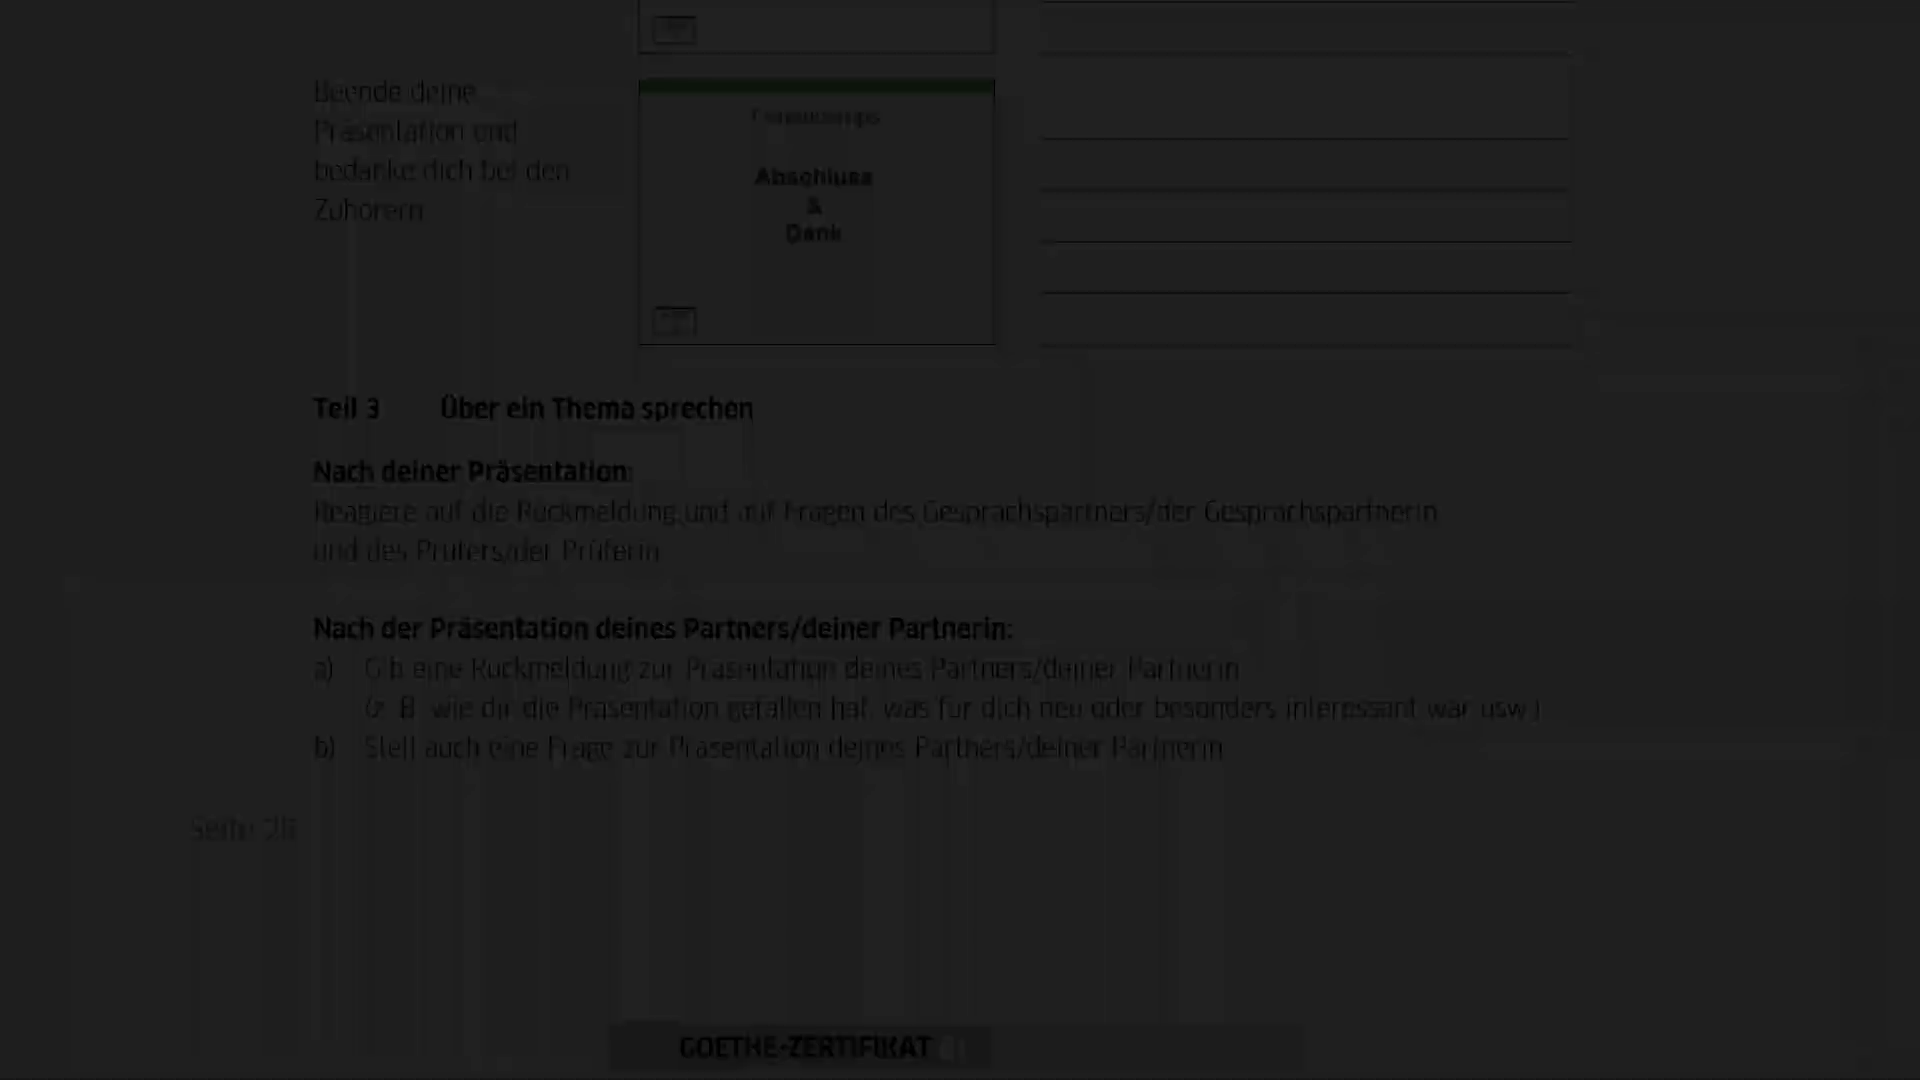 Beende deine
Präsentation und
bedanke dich bei den
Zuhörern
Abschluss
&
Dank
Teil 3 Über ein Thema sprechen
Nach deiner Präsentation:
Reagiere auf die Rückmeldung und auf Fragen des Gesprächspartners/der Gesprächspartnerin
und des Prüfers/der Prüferin
Nach der Präsentation deines Partners/deiner Partnerin:
a) Gib eine Rückmeldung zur Präsentation deines Partners/deiner Partnerin
(z. B. wie dir die Präsentation gefallen hat, was für dich neu oder besonders interessant war usw.)
b) Stell auch eine Frage zur Präsentation deines Partners/deiner Partnerin
Seite
GOETHE-ZERTIFIKAT